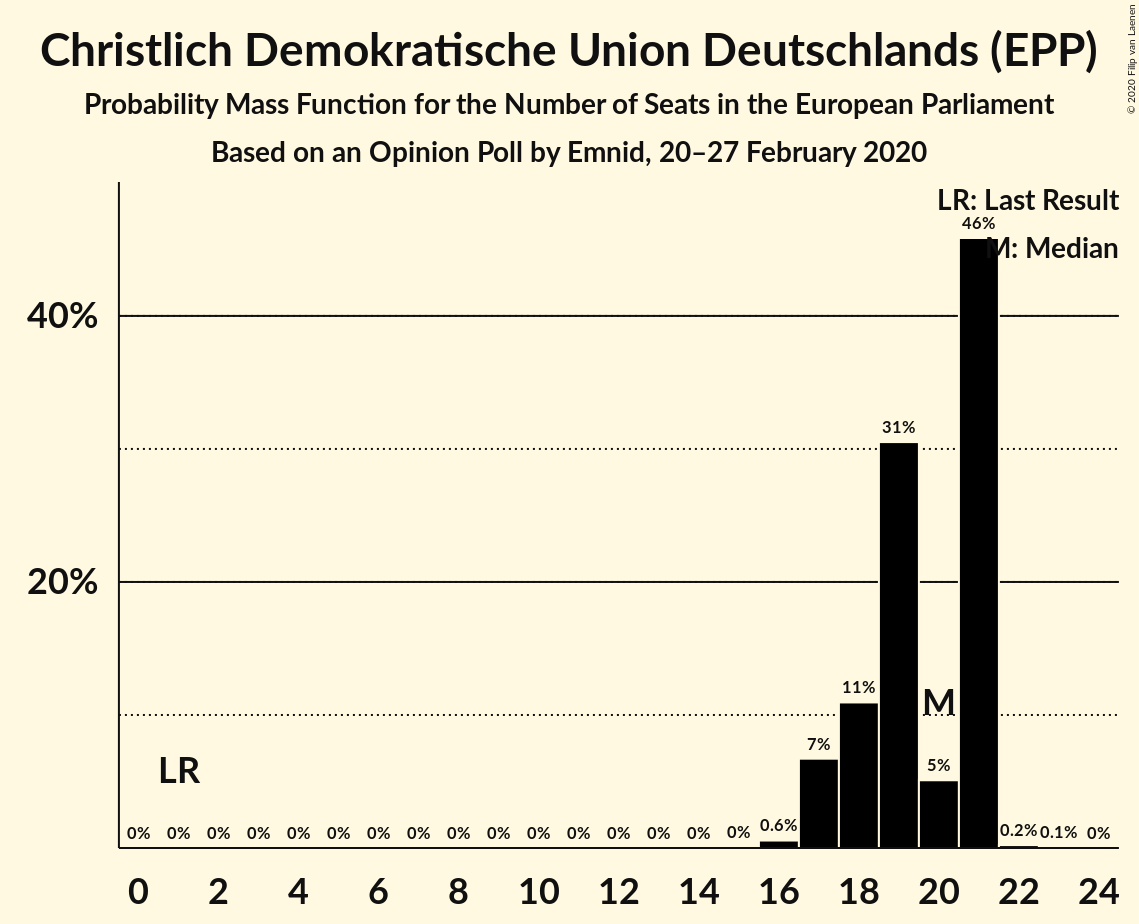 Christlich Demokratische Union Deutschlands (EPP)
Probability Mass Function for the Number of Seats in the European Parliament
Based on an Opinion Poll by Emnid, 20–27 February 2020
© 2020 Filip van Laenen
LR: Last Result
M: Median
46%
40%
31%
20%
11%
M
7%
LR
5%
0% 0% 0% 0% 0% 0% 0% 0% 0% 0% 0% 0% 0% 0% 0% 0% 0.6% 0.2% 0.1% 0%
0 2 4 6 8 10 12 14 16 18 20 22 24